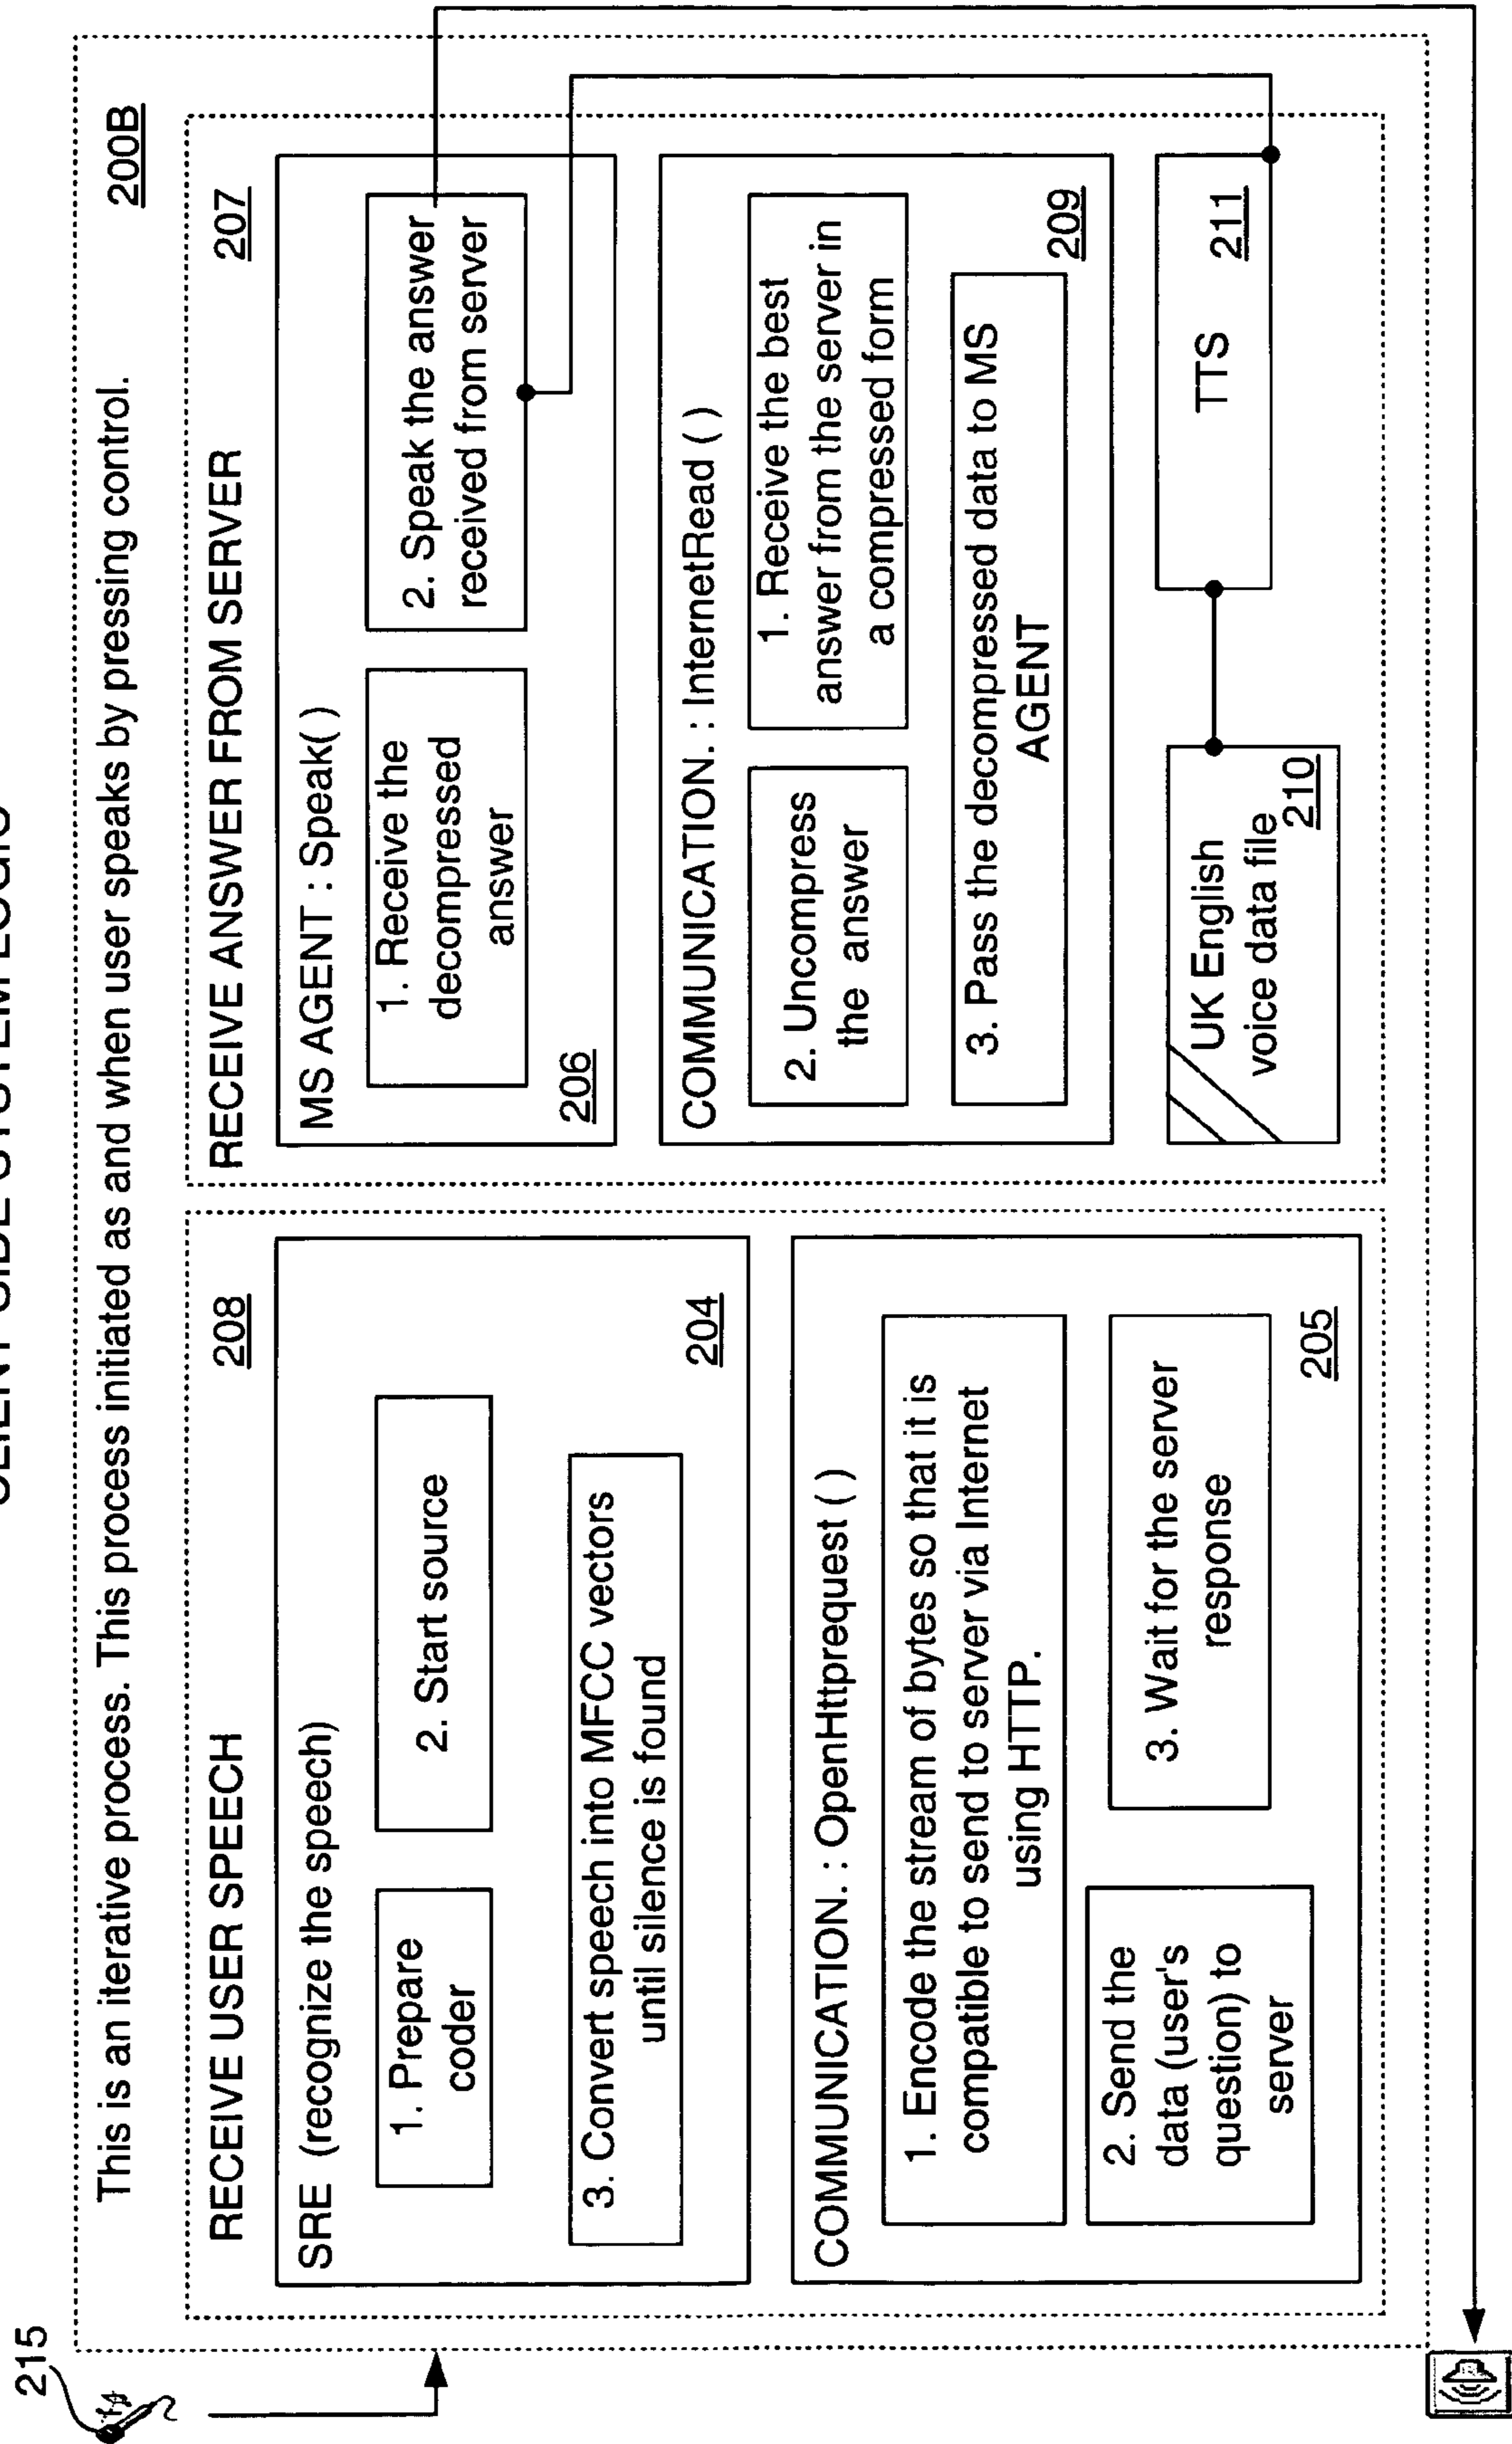 CLIENT-SIDE SYSTEM LOGIC
215
This is an iterative process. This process initiated as and when user speaks by pressing control.
200B
RECEIVE USER SPEECH
208
SRE (recognize the speech)
1. Prepare
coder
2. Start source
3. Convert speech into MFCC vectors
until silence is found
204
COMMUNICATION. : OpenHttprequest ( )
1. Encode the stream of bytes so that it is
compatible to send to server via Internet
using HTTP.
2. Send the
data (user's
question) to
server
3. Wait for the server
response
205
RECEIVE ANSWER FROM SERVER
207
MS AGENT : Speak( )
1. Receive the
decompressed
answer
2. Speak the answer
received from server
206
COMMUNICATION. : InternetRead ( )
2. Uncompress
the answer
1. Receive the best
answer from the server in
a compressed form
3. Pass the decompressed data to MS
AGENT
209
UK English
voice data file
210
TTS
211